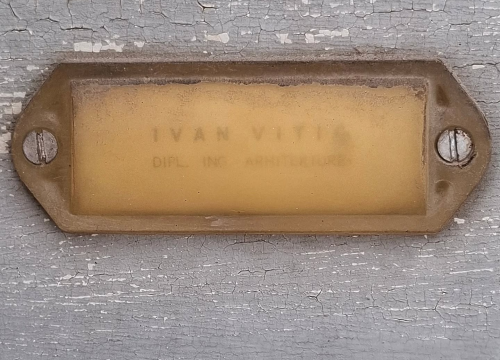 IVAN VITIĆ
DIPL. ING. ARHITEKTURE